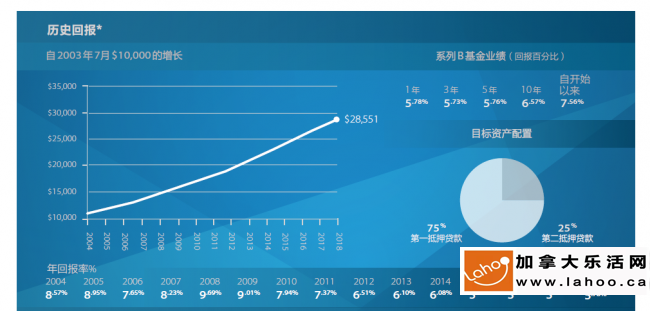 历史回报*
自2003年7月$10,000的增长
系列B基金业绩（回报百分比）
$35,000
$30,000
$25,000
$20,000
$15,000
$10,000
$28,551
2004 2005 2006 2007 2008 2009 2010 2011 2012 2013 2014 2015 2016 2017 2018
1年 3年 5年 10年 自开始以来
5.78% 5.73% 5.76% 6.57% 7.56%
目标资产配置
75% 第一抵押贷款
25% 第二抵押贷款
年回报率%
2004 2005 2006 2007 2008 2009 2010 2011 2012 2013 2014
8.57% 8.95% 7.65% 8.23% 9.69% 9.01% 7.94% 7.37% 6.51% 6.10% 6.08%
Lahoo
加拿大乐活网
www.lahoo.ca